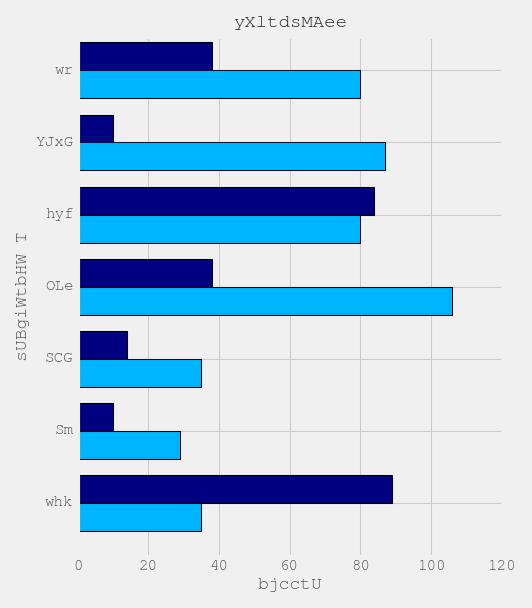 yXltdsMAee
wr
YJxG
hyf
OLe
SCG
Sm
whk
sUBgiWtbHW T
0 20 40 60 80 100 120
bjcctU